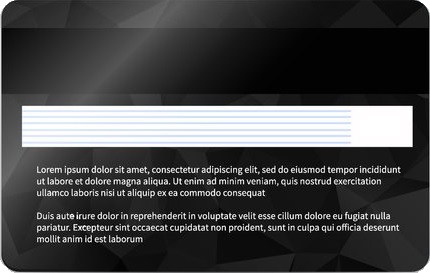 Lorem ipsum dolor sit amet, consectetur adipiscing elit, sed do eiusmod tempor incididunt
ut labore et dolore magna aliqua. Ut enim ad minim veniam, quis nostrud exercitation
ullamco laboris nisi ut aliquip ex ea commodo consequat
Duis aute irure dolor in reprehenderit in voluptate velit esse cillum dolore eu fugiat nulla
pariatur. Excepteur sint occaecat cupidatat non proident, sunt in culpa qui officia deserunt
mollit anim id est laborum